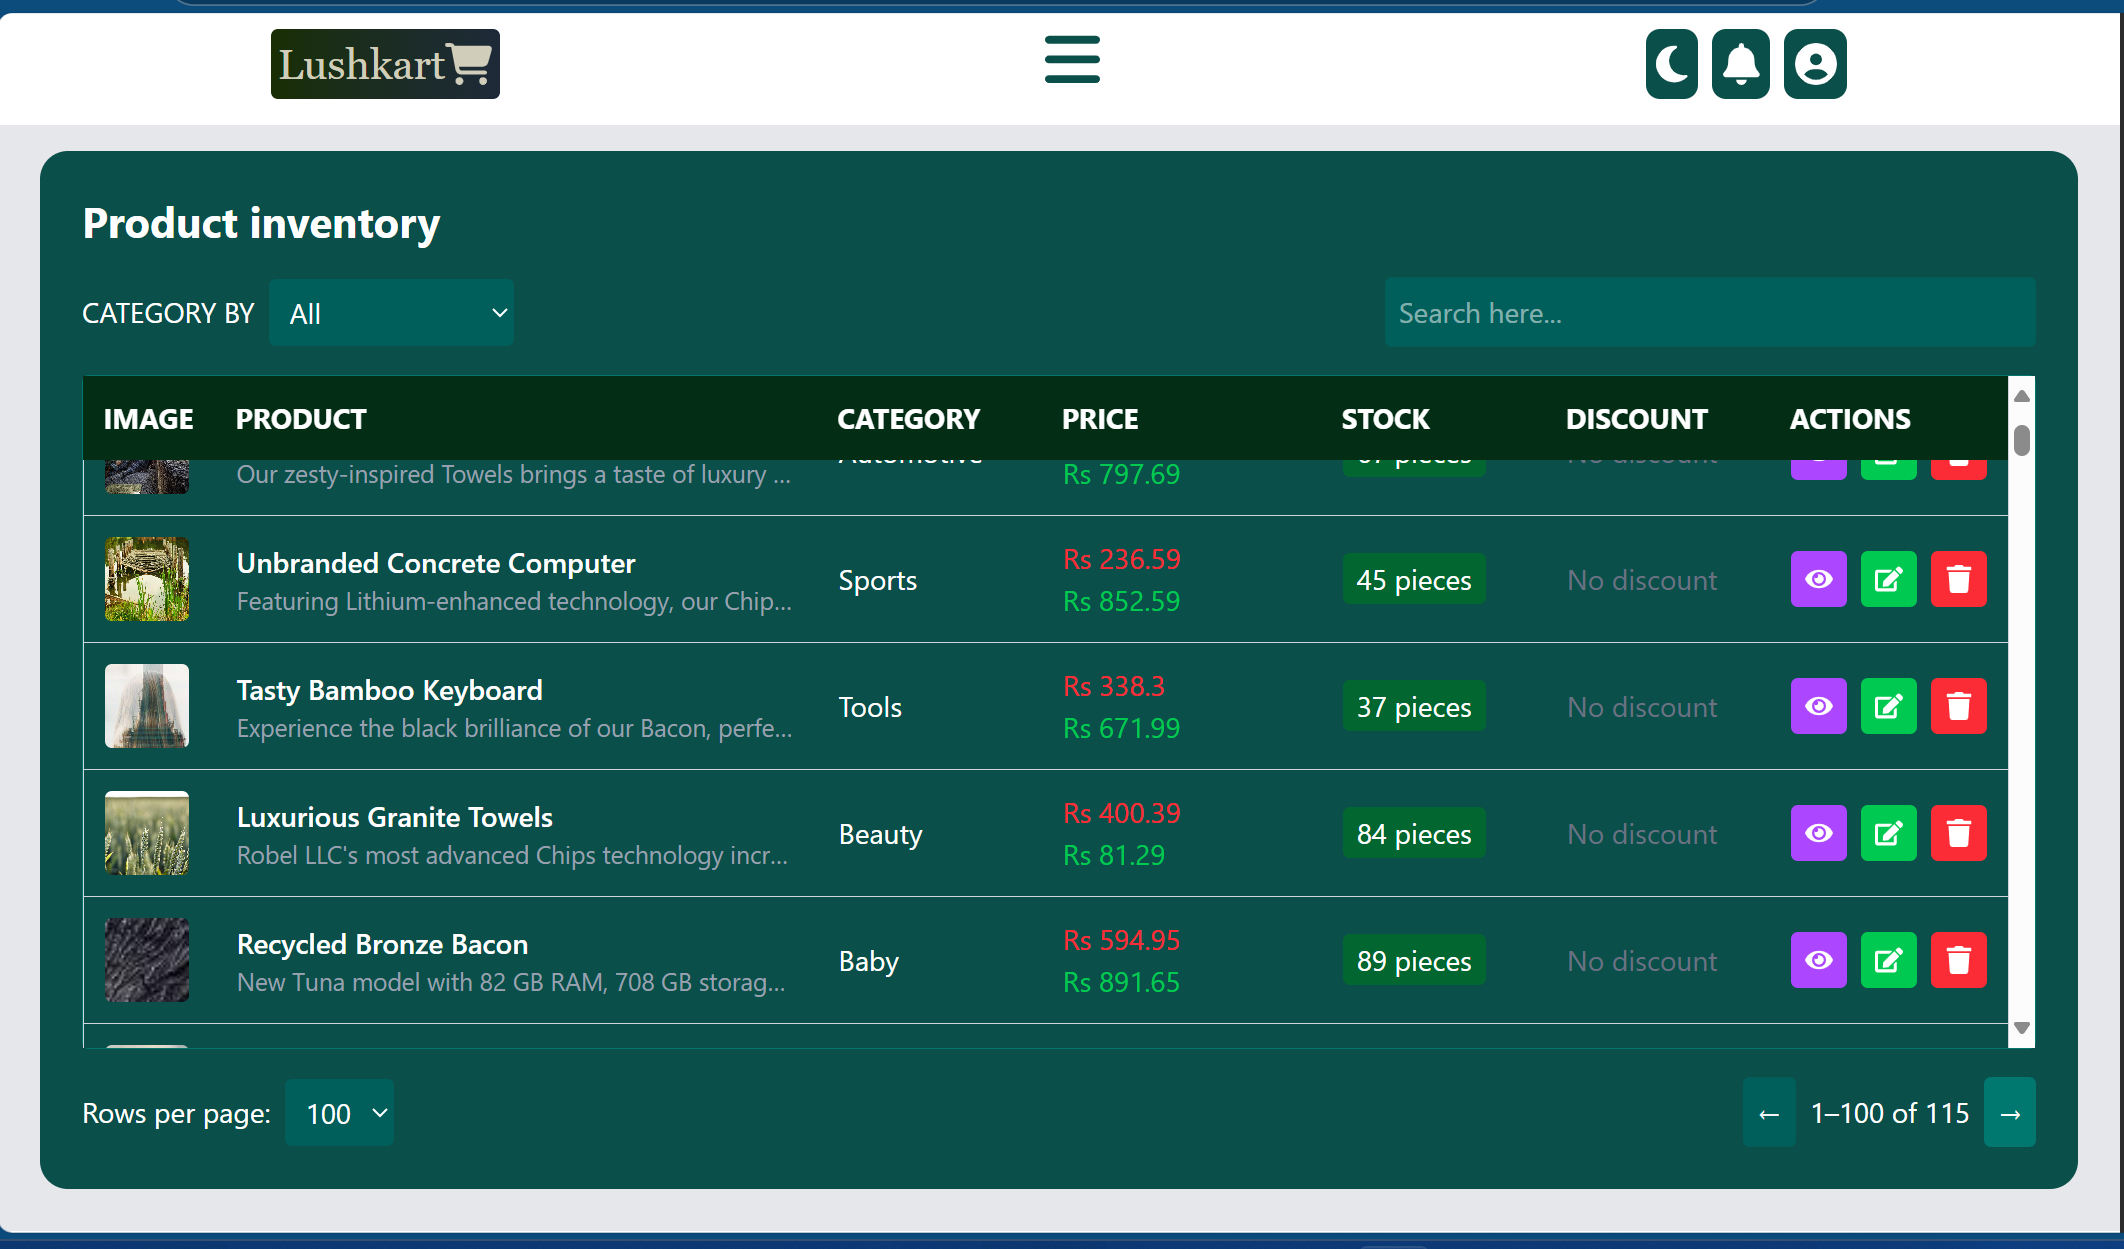 Lushkart
Product inventory
CATEGORY BY All
Search here...
IMAGE PRODUCT CATEGORY PRICE STOCK DISCOUNT ACTIONS
Our zesty-inspired Towels brings a taste of luxury ... Automotive Rs 797.69 67 pieces No discount
Unbranded Concrete Computer
Featuring Lithium-enhanced technology, our Chip...
Sports
Rs 236.59
Rs 852.59
45 pieces
No discount
Tasty Bamboo Keyboard
Experience the black brilliance of our Bacon, perfe...
Tools
Rs 338.3
Rs 671.99
37 pieces
No discount
Luxurious Granite Towels
Robel LLC's most advanced Chips technology incr...
Beauty
Rs 400.39
Rs 81.29
84 pieces
No discount
Recycled Bronze Bacon
New Tuna model with 82 GB RAM, 708 GB storag...
Baby
Rs 594.95
Rs 891.65
89 pieces
No discount
Rows per page: 100
← 1–100 of 115 →